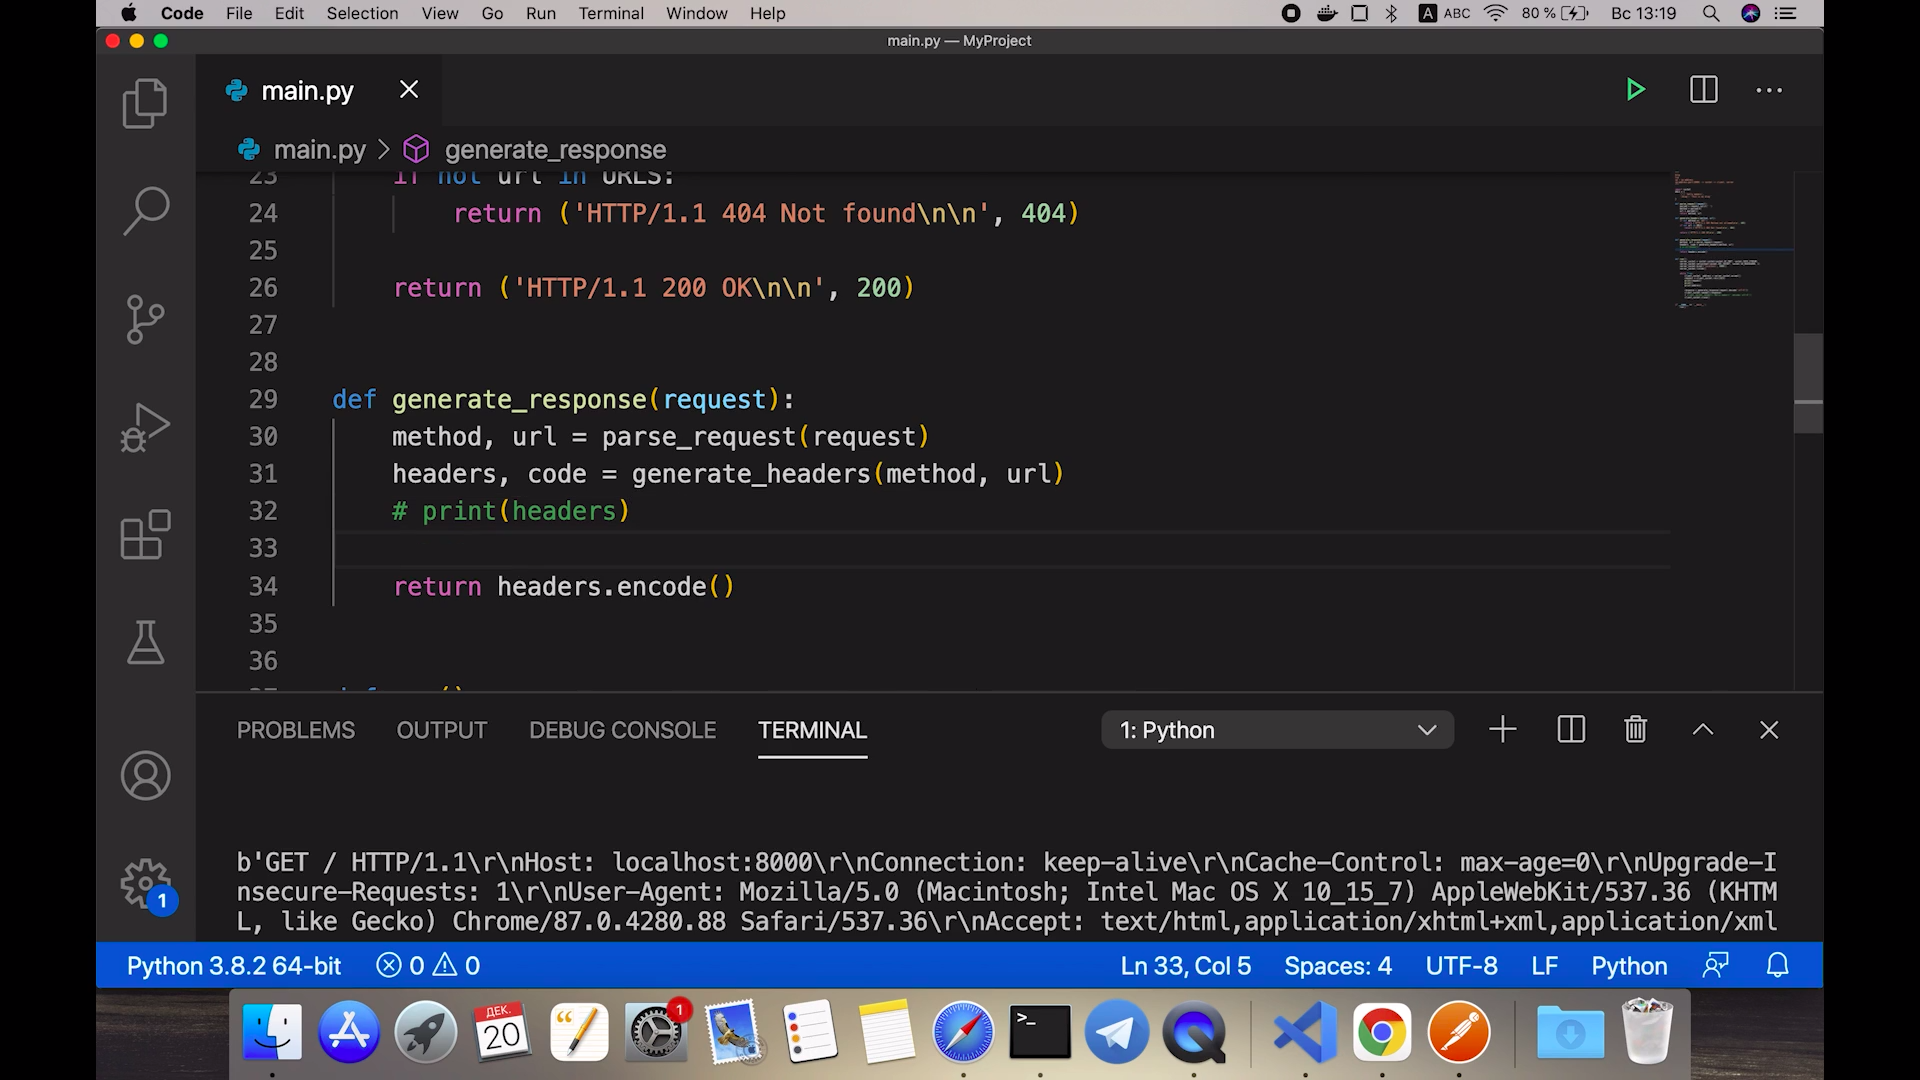 Code File Edit Selection View Go Run Terminal Window Help A ABC 80 % Вс 13:19
main.py — MyProject
main.py
main.py > generate_response
23 if not url in URLS:
24 return ('HTTP/1.1 404 Not found\n\n', 404)
25
26 return ('HTTP/1.1 200 OK\n\n', 200)
27
28
29 def generate_response(request):
30 method, url = parse_request(request)
31 headers, code = generate_headers(method, url)
32 # print(headers)
33
34 return headers.encode()
35
36
PROBLEMS OUTPUT DEBUG CONSOLE TERMINAL 1: Python
b'GET / HTTP/1.1\r\nHost: localhost:8000\r\nConnection: keep-alive\r\nCache-Control: max-age=0\r\nUpgrade-I
nsecure-Requests: 1\r\nUser-Agent: Mozilla/5.0 (Macintosh; Intel Mac OS X 10_15_7) AppleWebKit/537.36 (KHTM
L, like Gecko) Chrome/87.0.4280.88 Safari/537.36\r\nAccept: text/html,application/xhtml+xml,application/xml
1
Python 3.8.2 64-bit 0 0 Ln 33, Col 5 Spaces: 4 UTF-8 LF Python
ДЕК.
20
1
>_